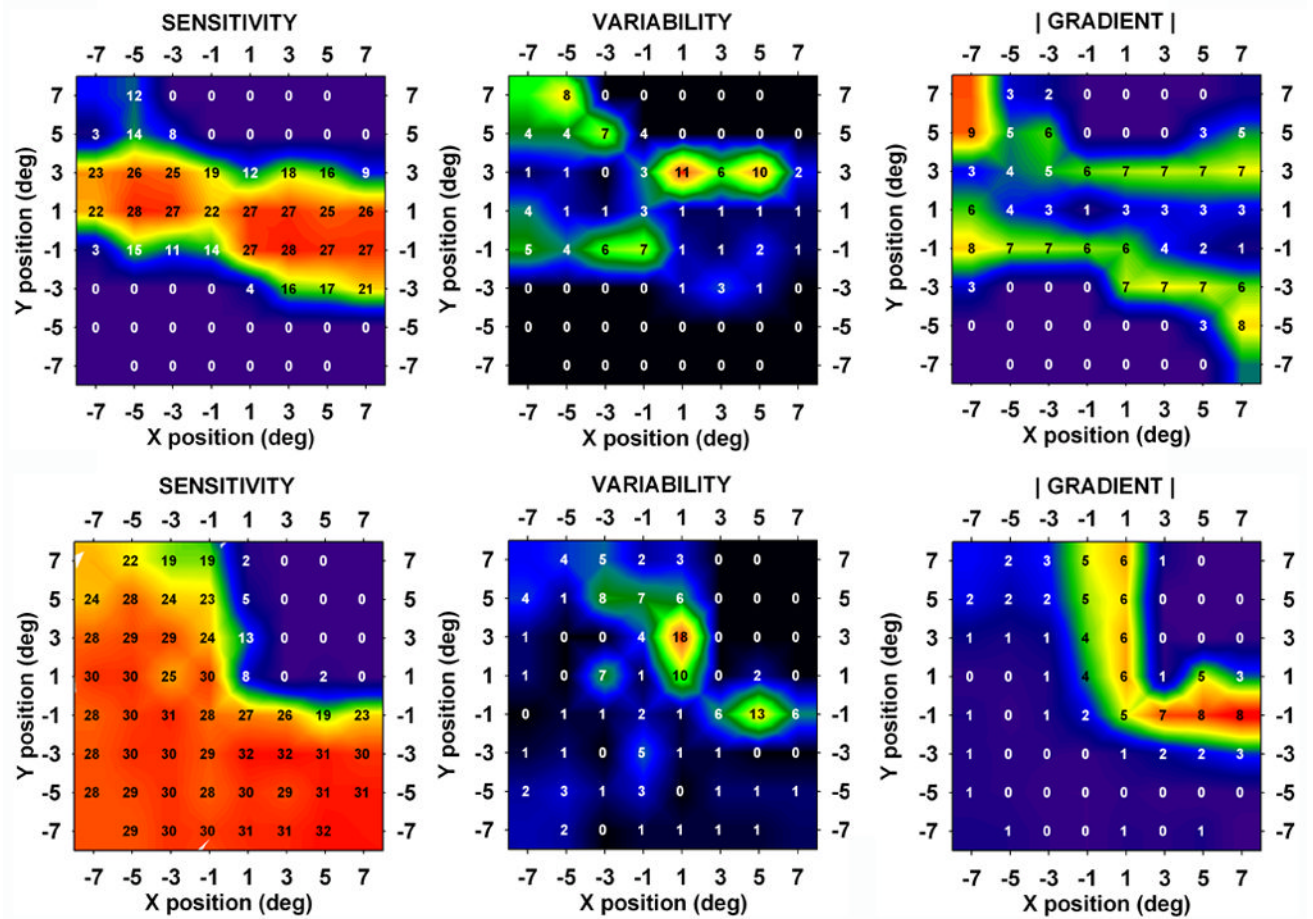 SENSITIVITY VARIABILITY | GRADIENT |
-7 -5 -3 -1 1 3 5 7 -7 -5 -3 -1 1 3 5 7 -7 -5 -3 -1 1 3 5 7
7 12 0 0 0 0 0 7 7 8 0 0 0 0 0 7 7 3 2 0 0 0 0 7
5 3 14 8 0 0 0 0 0 5 5 4 4 7 4 0 0 0 0 5 5 9 5 6 0 0 0 3 5 5
3 23 26 25 19 12 18 16 9 3 3 1 1 0 3 11 6 10 2 3 3 3 4 5 6 7 7 7 7 3
1 22 28 27 22 27 27 25 26 1 1 4 1 1 3 1 1 1 1 1 1 6 4 3 1 3 3 3 3 1
-1 3 15 11 14 27 28 27 27 -1 -1 5 4 6 7 1 1 2 1 -1 -1 8 7 7 6 6 4 2 1 -1
-3 0 0 0 0 4 16 17 21 -3 -3 0 0 0 0 1 3 1 0 -3 -3 3 0 0 0 7 7 7 6 -3
-5 0 0 0 0 0 0 0 0 -5 -5 0 0 0 0 0 0 0 0 -5 -5 0 0 0 0 0 0 3 8 -5
-7 0 0 0 0 0 0 -7 -7 0 0 0 0 0 0 -7 -7 0 0 0 0 0 0 -7
-7 -5 -3 -1 1 3 5 7 -7 -5 -3 -1 1 3 5 7 -7 -5 -3 -1 1 3 5 7
X position (deg) X position (deg) X position (deg)
Y position (deg) Y position (deg) Y position (deg)
SENSITIVITY VARIABILITY | GRADIENT |
-7 -5 -3 -1 1 3 5 7 -7 -5 -3 -1 1 3 5 7 -7 -5 -3 -1 1 3 5 7
7 22 19 19 2 0 0 7 7 4 5 2 3 0 0 7 7 2 3 5 6 1 0 7
5 24 28 24 23 5 0 0 0 5 5 4 1 8 7 6 0 0 0 5 5 2 2 2 5 6 0 0 0 5
3 28 29 29 24 13 0 0 0 3 3 1 0 0 4 18 0 0 0 3 3 1 1 1 4 6 0 0 0 3
1 30 30 25 30 8 0 2 0 1 1 1 0 7 1 10 0 2 0 1 1 0 0 1 4 6 1 5 3 1
-1 28 30 31 28 27 26 19 23 -1 -1 0 1 1 2 1 6 13 6 -1 -1 1 0 1 2 5 7 8 8 -1
-3 28 30 30 29 32 32 31 30 -3 -3 1 1 0 5 1 1 0 0 -3 -3 1 0 0 0 1 2 2 3 -3
-5 28 29 30 28 30 29 31 31 -5 -5 2 3 1 3 0 1 1 1 -5 -5 1 0 0 0 0 0 0 0 -5
-7 29 30 30 31 31 32 -7 -7 2 0 1 1 1 1 -7 -7 1 0 0 1 0 1 -7
-7 -5 -3 -1 1 3 5 7 -7 -5 -3 -1 1 3 5 7 -7 -5 -3 -1 1 3 5 7
X position (deg) X position (deg) X position (deg)
Y position (deg) Y position (deg) Y position (deg)